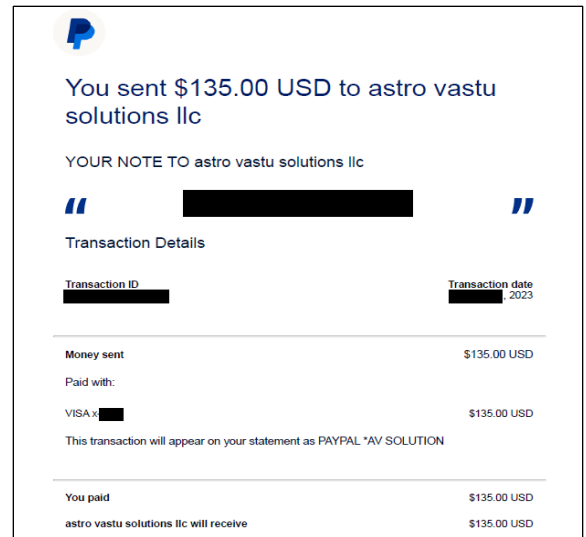 You sent $135.00 USD to astro vastu
solutions llc
YOUR NOTE TO astro vastu solutions llc
“ ”
Transaction Details
Transaction ID Transaction date
, 2023
Money sent $135.00 USD
Paid with:
VISA x- $135.00 USD
This transaction will appear on your statement as PAYPAL *AV SOLUTION
You paid $135.00 USD
astro vastu solutions llc will receive $135.00 USD